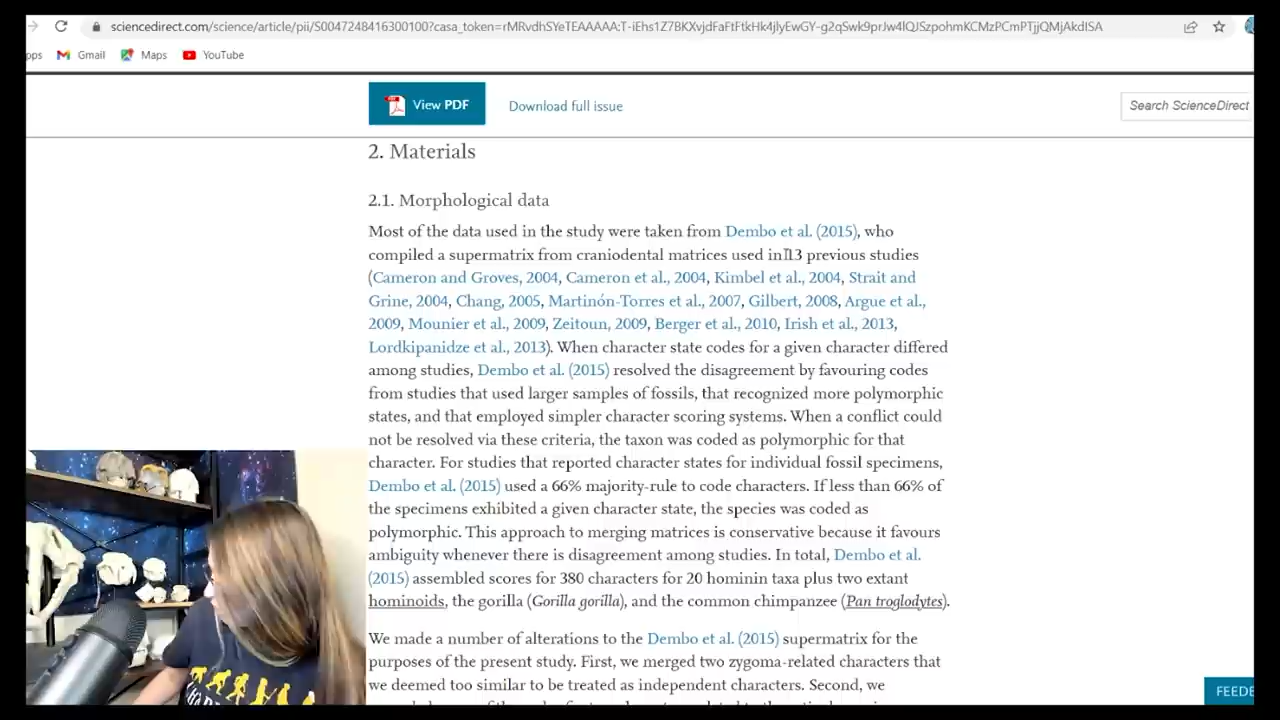 sciencedirect.com/science/article/pii/S0047248416300100?casa_token=rMRvdhSYeTEAAAAA:T-iEhs1Z7BKXvjdFaFtFtkHk4jlyEwGY-g2qSwk9prJw4lQJSzpohmKCMzPCmPTjjQMjAkdISA
pps Gmail Maps YouTube
View PDF Download full issue Search ScienceDirect
2. Materials
2.1. Morphological data
Most of the data used in the study were taken from Dembo et al. (2015), who
compiled a supermatrix from craniodental matrices used in 13 previous studies
(Cameron and Groves, 2004, Cameron et al., 2004, Kimbel et al., 2004, Strait and
Grine, 2004, Chang, 2005, Martinón-Torres et al., 2007, Gilbert, 2008, Argue et al.,
2009, Mounier et al., 2009, Zeitoun, 2009, Berger et al., 2010, Irish et al., 2013,
Lordkipanidze et al., 2013). When character state codes for a given character differed
among studies, Dembo et al. (2015) resolved the disagreement by favouring codes
from studies that used larger samples of fossils, that recognized more polymorphic
states, and that employed simpler character scoring systems. When a conflict could
not be resolved via these criteria, the taxon was coded as polymorphic for that
character. For studies that reported character states for individual fossil specimens,
Dembo et al. (2015) used a 66% majority-rule to code characters. If less than 66% of
the specimens exhibited a given character state, the species was coded as
polymorphic. This approach to merging matrices is conservative because it favours
ambiguity whenever there is disagreement among studies. In total, Dembo et al.
(2015) assembled scores for 380 characters for 20 hominin taxa plus two extant
hominoids, the gorilla (Gorilla gorilla), and the common chimpanzee (Pan troglodytes).
We made a number of alterations to the Dembo et al. (2015) supermatrix for the
purposes of the present study. First, we merged two zygoma-related characters that
we deemed too similar to be treated as independent characters. Second, we
FEEDB